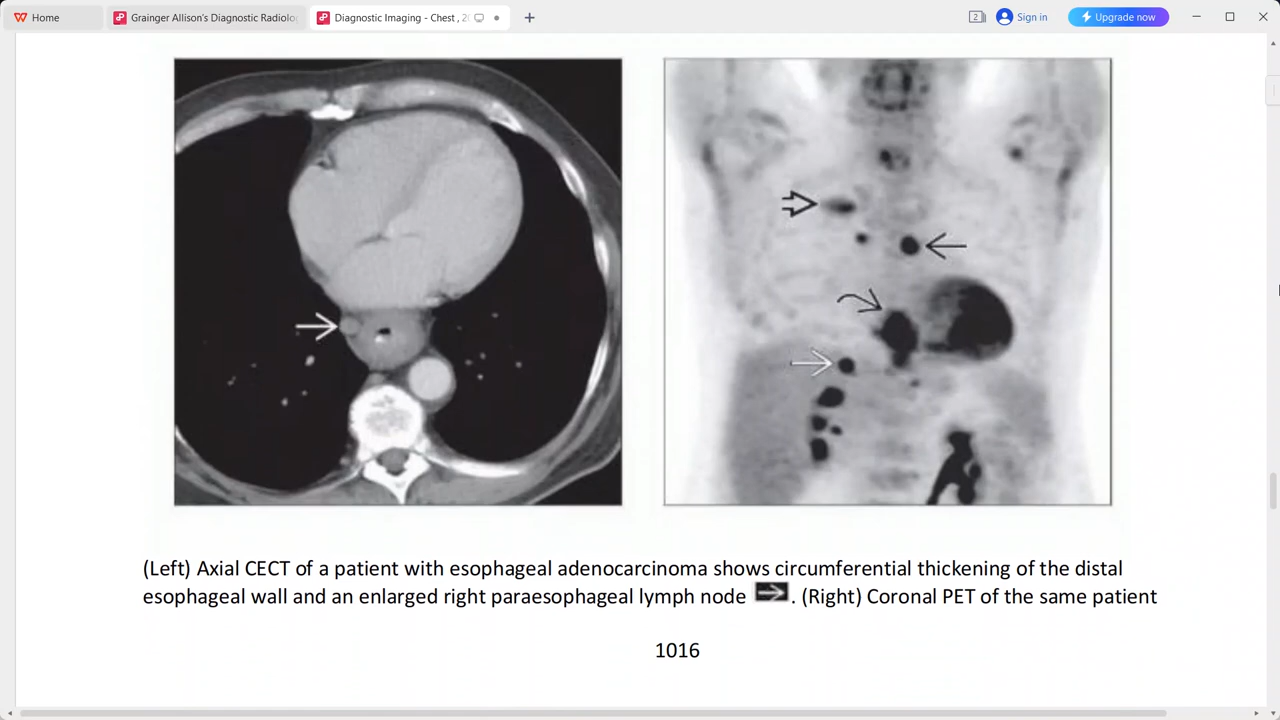 Home
Grainger Allison's Diagnostic Radiolo
Diagnostic Imaging - Chest , 2
2
Sign in
Upgrade now
(Left) Axial CECT of a patient with esophageal adenocarcinoma shows circumferential thickening of the distal
esophageal wall and an enlarged right paraesophageal lymph node . (Right) Coronal PET of the same patient
1016